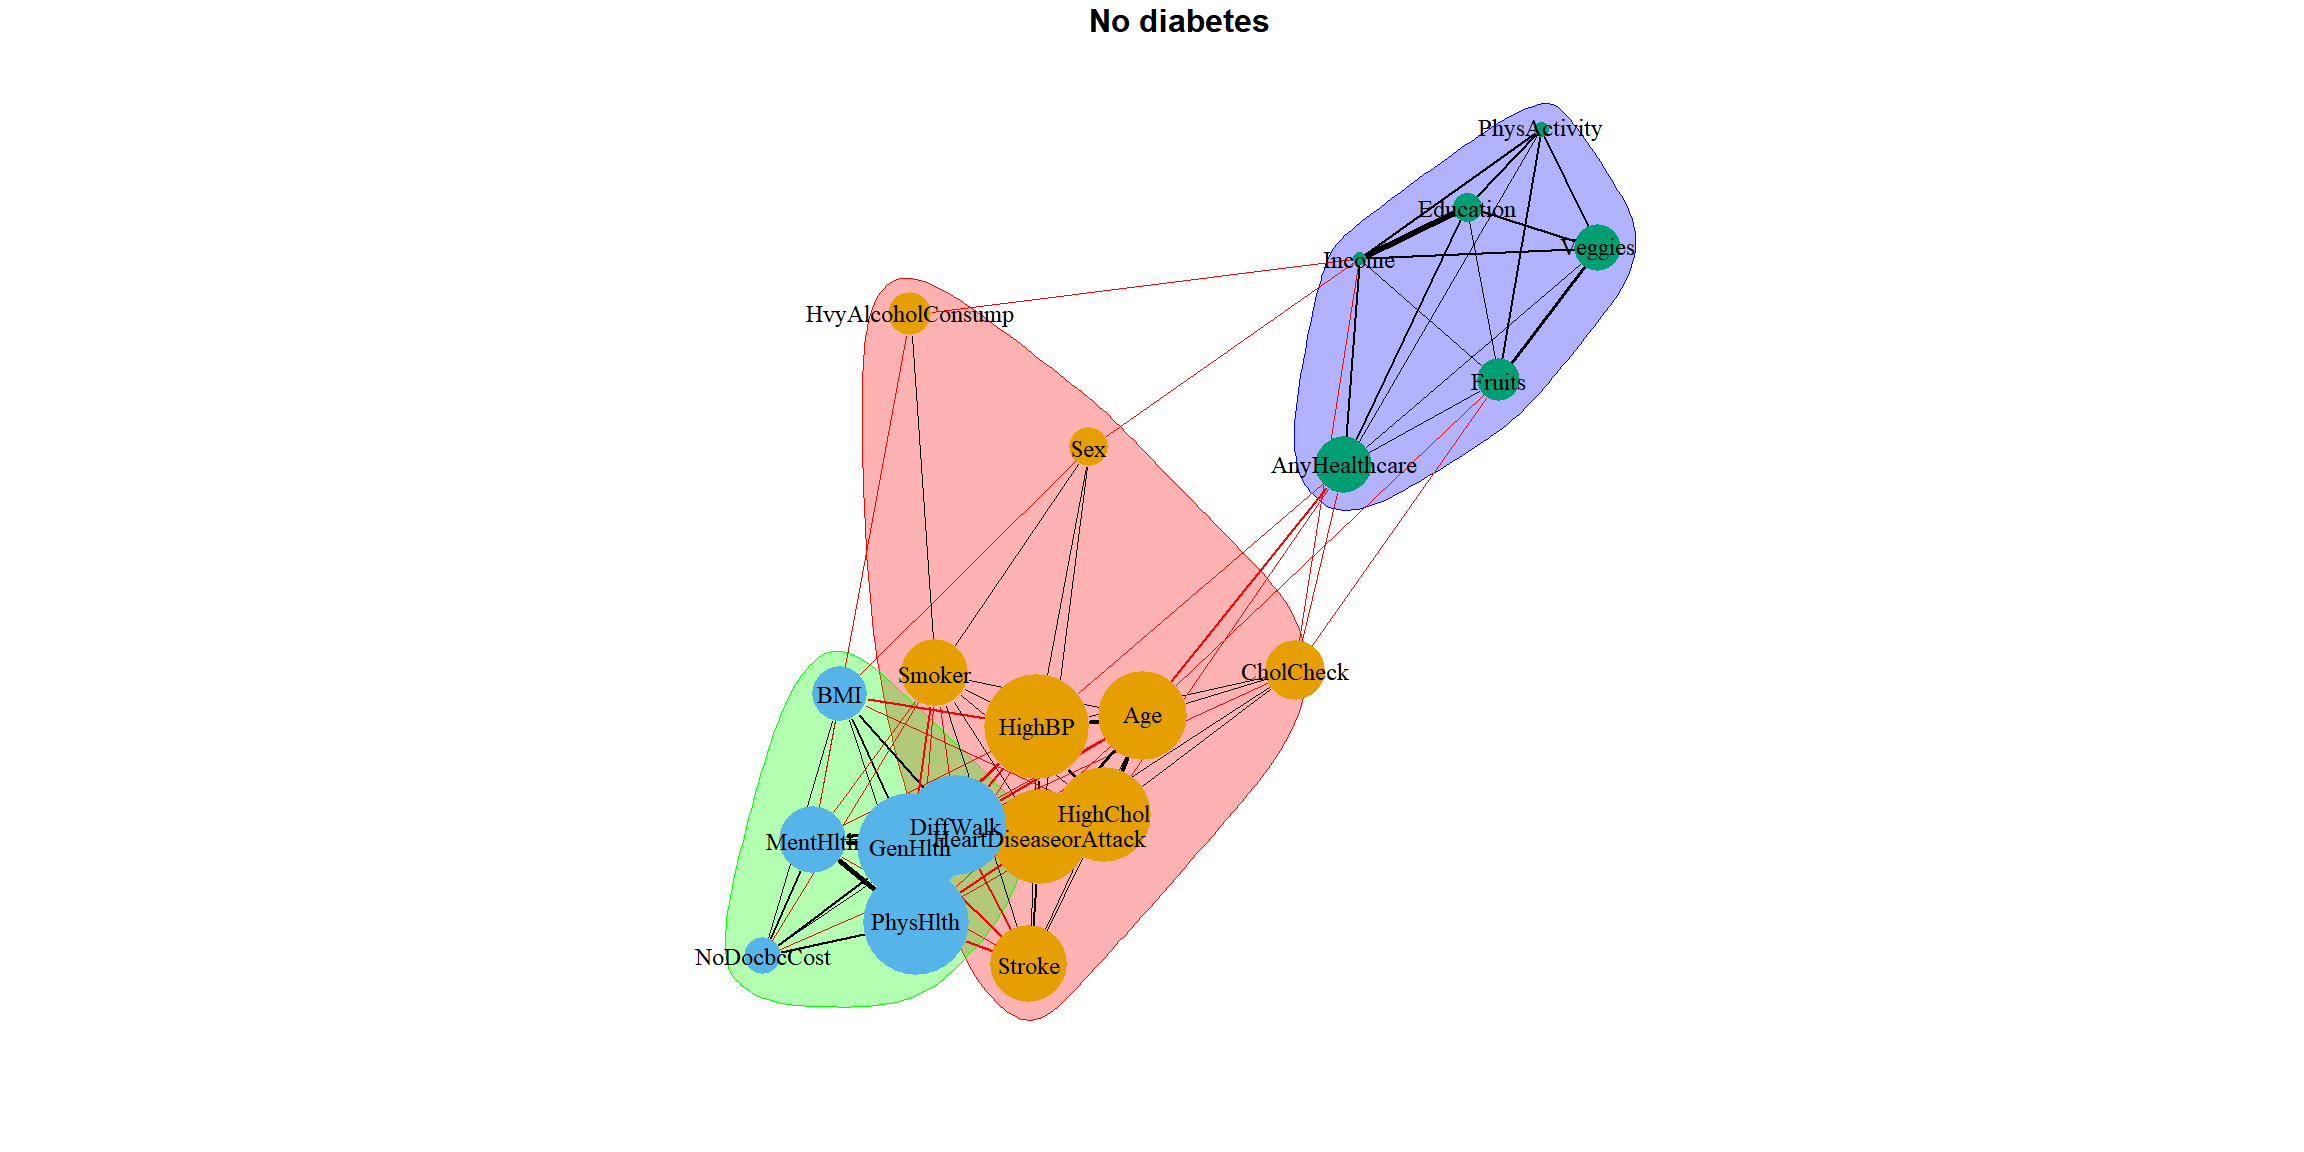 No diabetes
PhysActivity
Education
Veggies
Income
HvyAlcoholConsump
Fruits
Sex
AnyHealthcare
Smoker
CholCheck
BMI
HighBP
Age
HighChol
DiffWalk
HeartDiseaseorAttack
MentHlth
GenHlth
PhysHlth
NoDocbcCost
Stroke